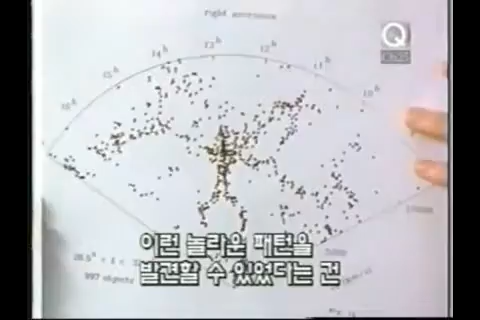 right ascension
Q
16ʰ 15ʰ 14ʰ 13ʰ 12ʰ 11ʰ 10ʰ
997 objects
이런 놀라운 패턴을
발견할 수 있었다는 건